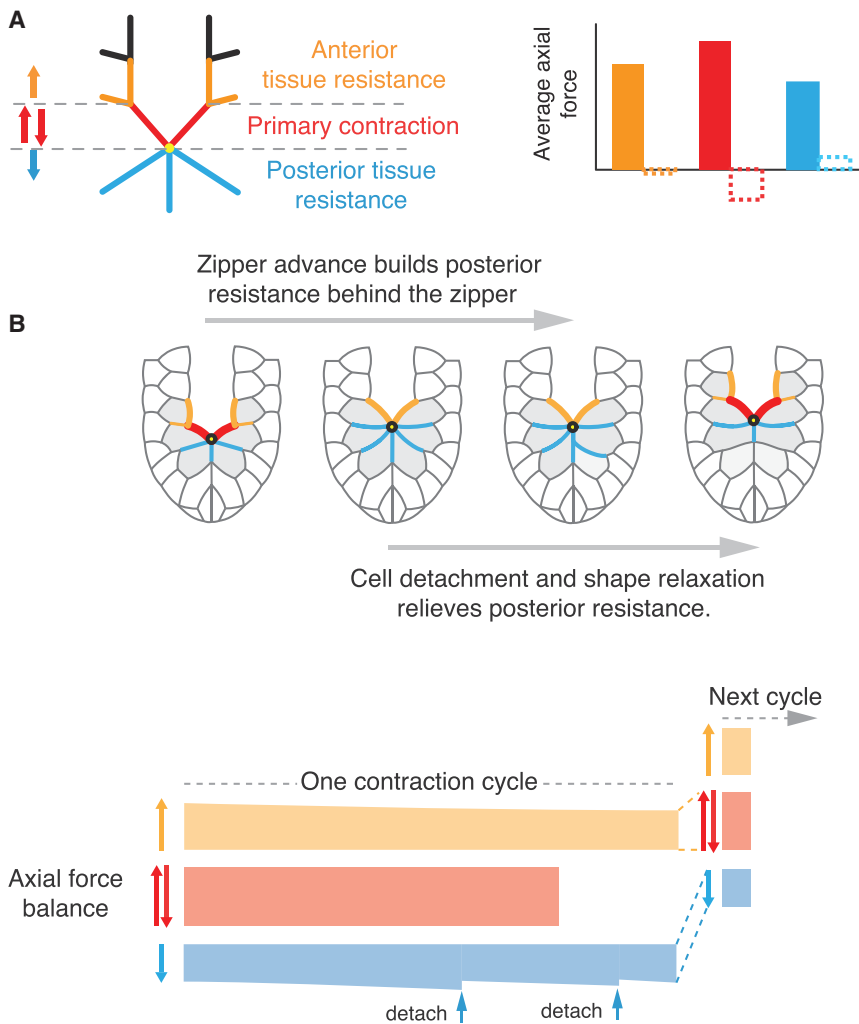 A
Anterior
tissue resistance
Primary contraction
Posterior tissue
resistance
Average axial
force
Zipper advance builds posterior
resistance behind the zipper
B
Cell detachment and shape relaxation
relieves posterior resistance.
Next cycle
One contraction cycle
Axial force
balance
detach
detach